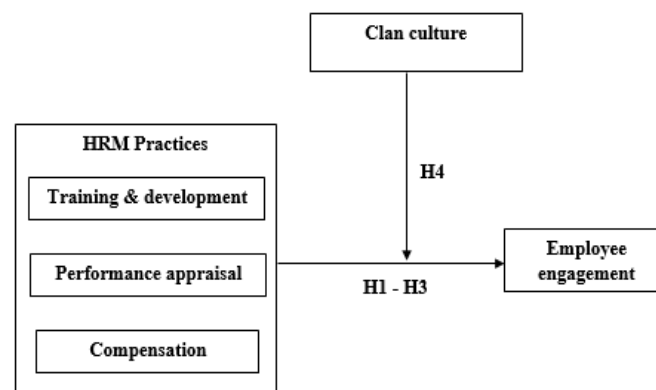 Clan culture
HRM Practices
Training & development
H4
Performance appraisal
Employee
engagement
H1 - H3
Compensation